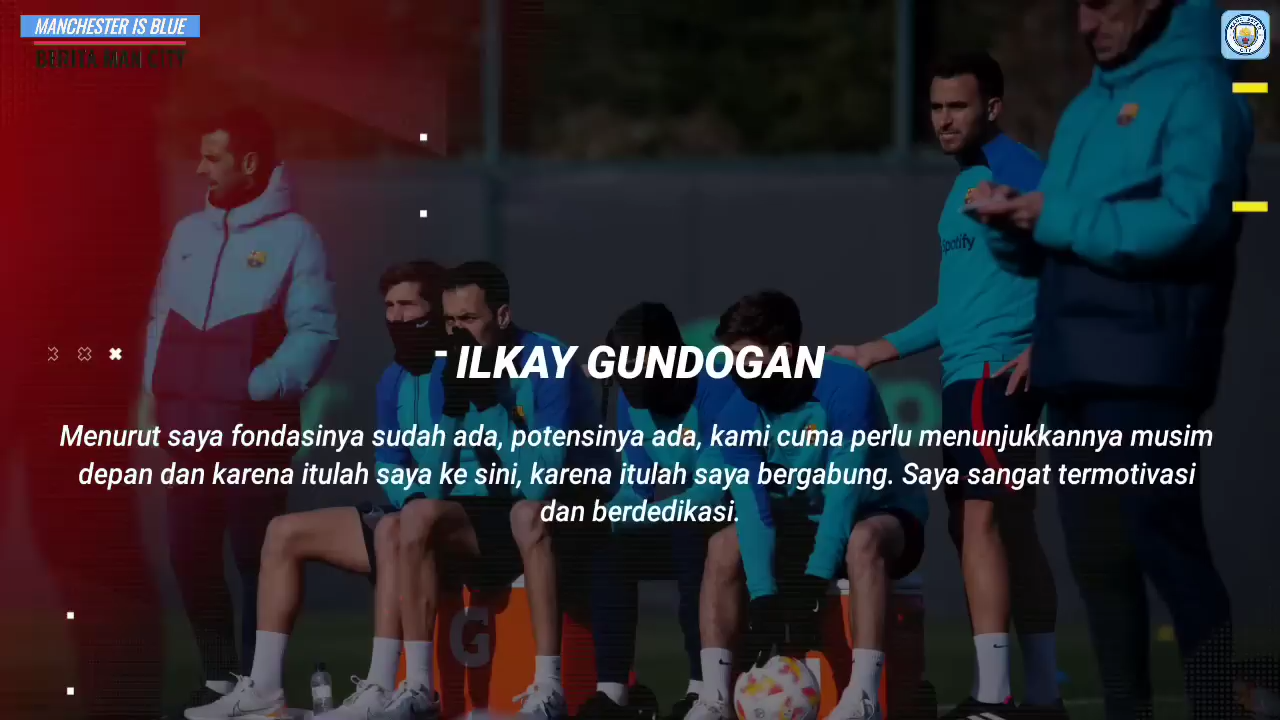 MANCHESTER IS BLUE
BERITA MAN CITY
- ILKAY GUNDOGAN
Menurut saya fondasinya sudah ada, potensinya ada, kami cuma perlu menunjukkannya musim
depan dan karena itulah saya ke sini, karena itulah saya bergabung. Saya sangat termotivasi
dan berdedikasi.
Spotify
G